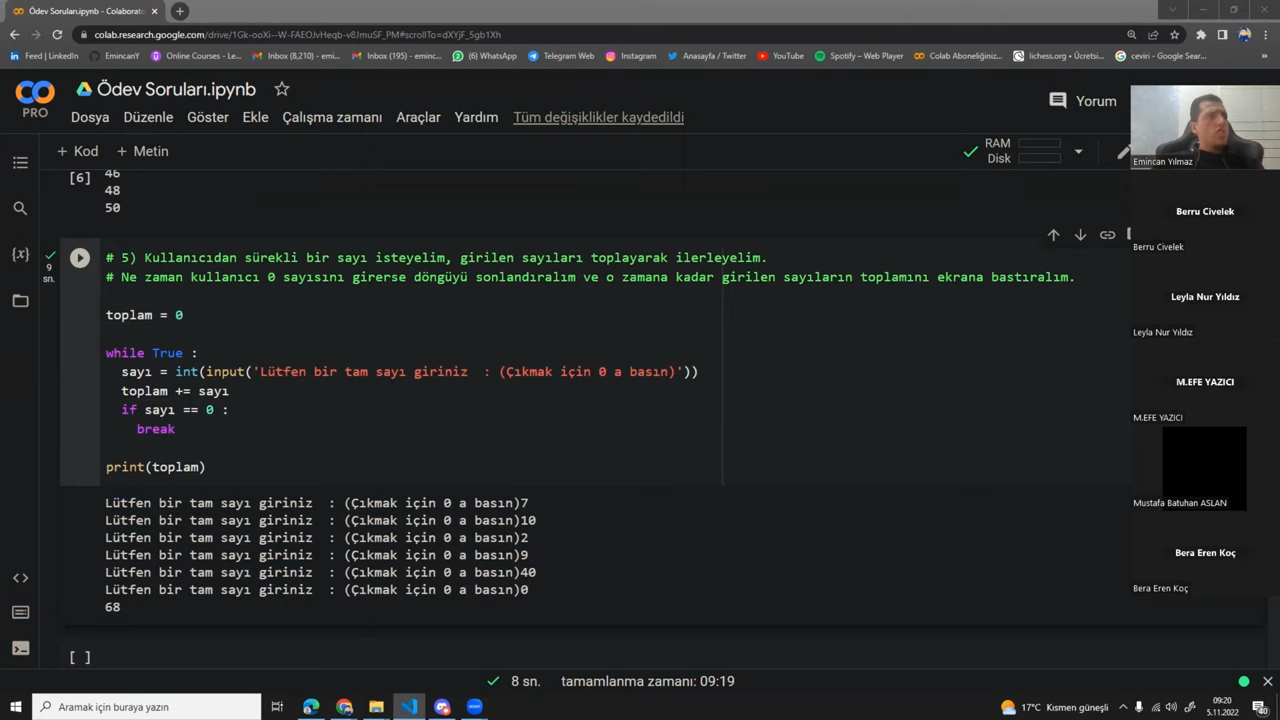 Ödev Soruları.ipynb - Colaborato
colab.research.google.com/drive/1Gk-ooXi--W-FAEOJvHeqb-v8JmuSF_PM#scrollTo=dXYjF_5gb1Xh
Feed | LinkedIn
EmincanY
Online Courses - Le...
Inbox (8,210) - emi...
Inbox (195) - eminc...
(2) WhatsApp
Telegram Web
Instagram
Anasayfa / Twitter
YouTube
Spotify – Web Player
Colab Aboneliğiniz...
lichess.org • Ücretsi...
ceviri - Google Sear...
PRO
Ödev Soruları.ipynb
Yorum
Dosya Düzenle Göster Ekle Çalışma zamanı Araçlar Yardım Tüm değişiklikler kaydedildi
+ Kod + Metin
RAM
Disk
[6]
46
48
50
9
sn.
# 5) Kullanıcıdan sürekli bir sayı isteyelim, girilen sayıları toplayarak ilerleyelim.
# Ne zaman kullanıcı 0 sayısını girerse döngüyü sonlandıralım ve o zamana kadar girilen sayıların toplamını ekrana bastıralım.
toplam = 0
while True :
sayı = int(input('Lütfen bir tam sayı giriniz  : (Çıkmak için 0 a basın)'))
toplam += sayı
if sayı == 0 :
break
print(toplam)
Lütfen bir tam sayı giriniz  : (Çıkmak için 0 a basın)7
Lütfen bir tam sayı giriniz  : (Çıkmak için 0 a basın)10
Lütfen bir tam sayı giriniz  : (Çıkmak için 0 a basın)2
Lütfen bir tam sayı giriniz  : (Çıkmak için 0 a basın)9
Lütfen bir tam sayı giriniz  : (Çıkmak için 0 a basın)40
Lütfen bir tam sayı giriniz  : (Çıkmak için 0 a basın)0
68
[ ]
8 sn. tamamlanma zamanı: 09:19
Emincan Yılmaz
Berru Civelek
Berru Civelek
Leyla Nur Yıldız
Leyla Nur Yıldız
M.EFE YAZICI
M.EFE YAZICI
Mustafa Batuhan ASLAN
Bera Eren Koç
Bera Eren Koç
Aramak için buraya yazın
17°C Kısmen güneşli
09:20
5.11.2022
40